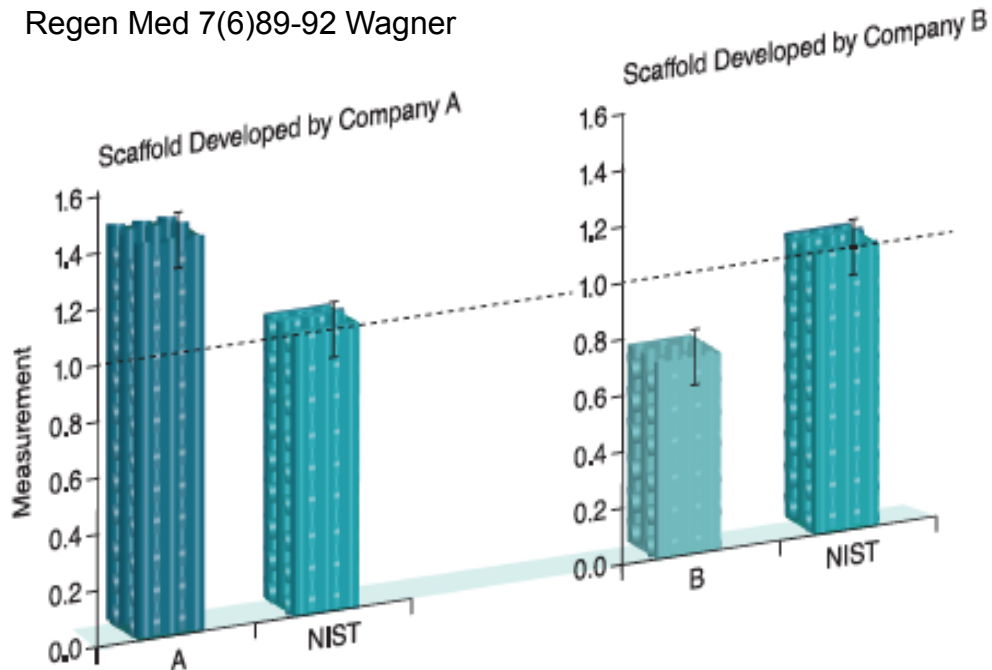 Regen Med 7(6)89-92 Wagner
Scaffold Developed by Company A
Measurement
1.6
1.4
1.2
1.0
0.8
0.6
0.4
0.2
0.0
A
NIST
Scaffold Developed by Company B
1.6
1.4
1.2
1.0
0.8
0.6
0.4
0.2
0.0
B
NIST